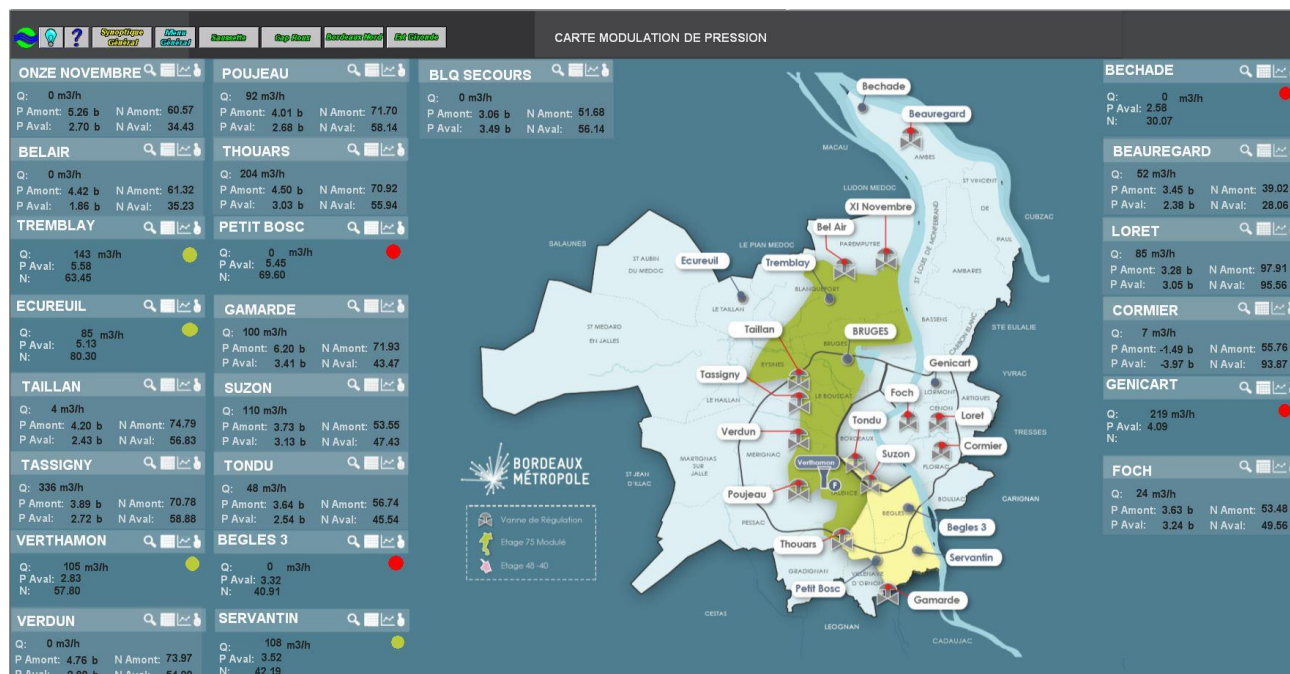 Synoptique Général
Menu Général
Saumette
Cap Roux
Bordeaux Nord
Est Gironde
CARTE MODULATION DE PRESSION
ONZE NOVEMBRE
Q: 0 m3/h
P Amont: 5.26 b N Amont: 60.57
P Aval: 2.70 b N Aval: 34.43
BELAIR
Q: 0 m3/h
P Amont: 4.42 b N Amont: 61.32
P Aval: 1.86 b N Aval: 35.23
TREMBLAY
Q: 143 m3/h
P Aval: 5.58
N: 63.45
ECUREUIL
Q: 85 m3/h
P Aval: 5.13
N: 80.30
TAILLAN
Q: 4 m3/h
P Amont: 4.20 b N Amont: 74.79
P Aval: 2.43 b N Aval: 56.83
TASSIGNY
Q: 336 m3/h
P Amont: 3.89 b N Amont: 70.78
P Aval: 2.72 b N Aval: 58.88
VERTHAMON
Q: 105 m3/h
P Aval: 2.83
N: 57.80
VERDUN
Q: 0 m3/h
P Amont: 4.76 b N Amont: 73.97
POUJEAU
Q: 92 m3/h
P Amont: 4.01 b N Amont: 71.70
P Aval: 2.68 b N Aval: 58.14
THOUARS
Q: 204 m3/h
P Amont: 4.50 b N Amont: 70.92
P Aval: 3.03 b N Aval: 55.94
PETIT BOSC
Q: 0 m3/h
P Aval: 5.45
N: 69.60
GAMARDE
Q: 100 m3/h
P Amont: 6.20 b N Amont: 71.93
P Aval: 3.41 b N Aval: 43.47
SUZON
Q: 110 m3/h
P Amont: 3.73 b N Amont: 53.55
P Aval: 3.13 b N Aval: 47.43
TONDU
Q: 48 m3/h
P Amont: 3.64 b N Amont: 56.74
P Aval: 2.54 b N Aval: 45.54
BEGLES 3
Q: 0 m3/h
P Aval: 3.32
N: 40.91
SERVANTIN
Q: 108 m3/h
P Aval: 3.52
N: 42.19
BLQ SECOURS
Q: 0 m3/h
P Amont: 3.06 b N Amont: 51.68
P Aval: 3.49 b N Aval: 56.14
Bechade
Beauregard
MACAU
AMBES
ST VINCENT
DE
PAUL
CUBZAC
LUDON MEDOC
XI Novembre
ST LOUIS DE MONTFERRAND
Bel Air
PAREMPUYRE
SALAUNES
LE PIAN MEDOC
ST AUBIN
DU MEDOC
Ecureuil
Tremblay
AMBARES
BLANQUEFORT
LE TAILLAN
BASSENS
CARBON BLANC
STE EULALIE
ST MEDARD
EN JALLES
Taillan
BRUGES
BRUGES
EYSINES
Genicart
YVRAC
Tassigny
LORMONT
ARTIGUES
LE HAILLAN
LE BOUSCAT
Foch
CENON
Loret
Tondu
TRESSES
Verdun
BORDEAUX
Cormier
MERIGNAC
Suzon
FLOIRAC
MARTIGNAS
SUR
JALLE
Verthamon
ST JEAN
D'ILLAC
F
Poujeau
TALENCE
BOULIAC
CARIGNAN
BEGLES
PESSAC
Begles 3
Thouars
Servantin
GRADIGNAN
VILLENAVE
D'ORNON
Petit Bosc
Gamarde
CESTAS
LEOGNAN
CADAUJAC
BORDEAUX
MÉTROPOLE
Vanne de Régulation
Etage 75 Modulé
Etage 48 -40
BECHADE
Q: 0 m3/h
P Aval: 2.58
N: 30.07
BEAUREGARD
Q: 52 m3/h
P Amont: 3.45 b N Amont: 39.02
P Aval: 2.38 b N Aval: 28.06
LORET
Q: 85 m3/h
P Amont: 3.28 b N Amont: 97.91
P Aval: 3.05 b N Aval: 95.56
CORMIER
Q: 7 m3/h
P Amont: -1.49 b N Amont: 55.76
P Aval: -3.97 b N Aval: 93.87
GENICART
Q: 219 m3/h
P Aval: 4.09
N:
FOCH
Q: 24 m3/h
P Amont: 3.63 b N Amont: 53.48
P Aval: 3.24 b N Aval: 49.56